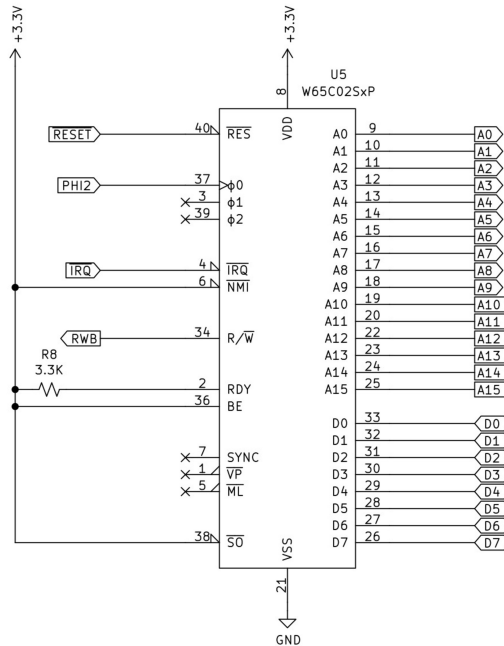 +3.3V
+3.3V
U5
W65C02SxP
8
VDD
RESET 40 RES
PHI2 37 ϕ0
3 ϕ1
39 ϕ2
IRQ 4 IRQ
6 NMI
RWB 34 R/W
R8
3.3K
2 RDY
36 BE
7 SYNC
1 VP
5 ML
38 SO
A0 9 A0
A1 10 A1
A2 11 A2
A3 12 A3
A4 13 A4
A5 14 A5
A6 15 A6
A7 16 A7
A8 17 A8
A9 18 A9
A10 19 A10
A11 20 A11
A12 22 A12
A13 23 A13
A14 24 A14
A15 25 A15
D0 33 D0
D1 32 D1
D2 31 D2
D3 30 D3
D4 29 D4
D5 28 D5
D6 27 D6
D7 26 D7
VSS
21
GND